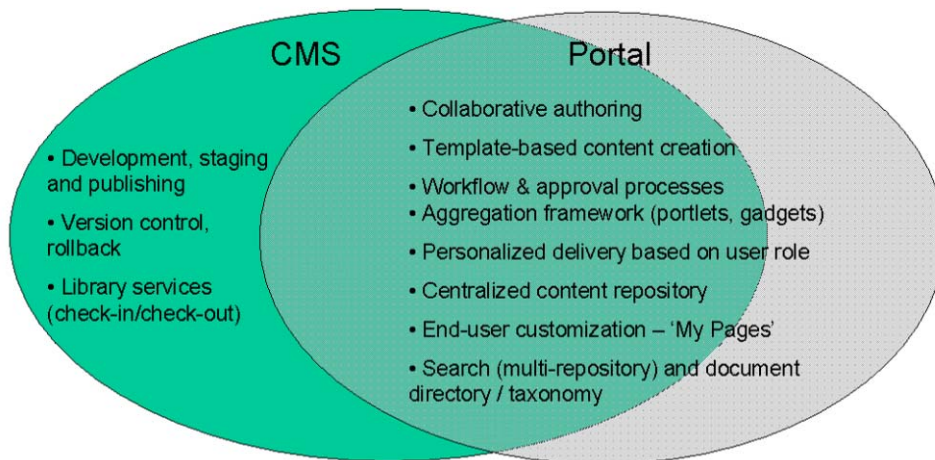 CMS
Portal
• Development, staging
and publishing
• Version control,
rollback
• Library services
(check-in/check-out)
• Collaborative authoring
• Template-based content creation
• Workflow & approval processes
• Aggregation framework (portlets, gadgets)
• Personalized delivery based on user role
• Centralized content repository
• End-user customization – ‘My Pages’
• Search (multi-repository) and document
directory / taxonomy